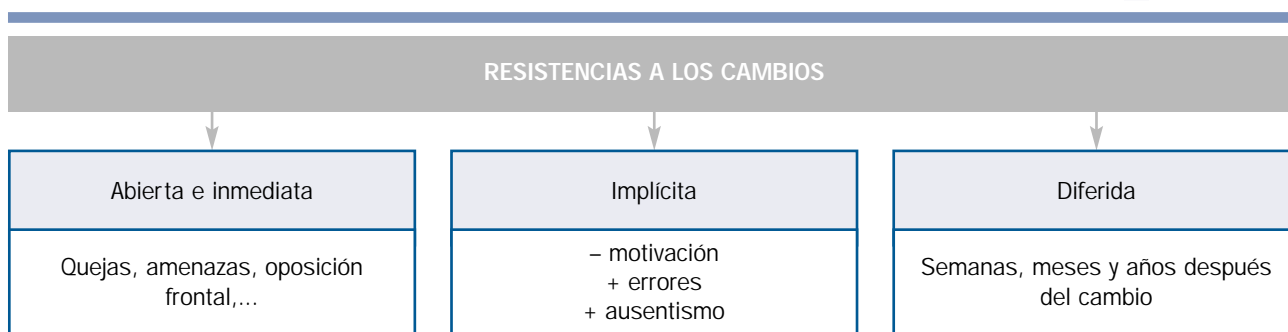 RESISTENCIAS A LOS CAMBIOS
Abierta e inmediata
Quejas, amenazas, oposición
frontal,...
Implícita
– motivación
+ errores
+ ausentismo
Diferida
Semanas, meses y años después
del cambio